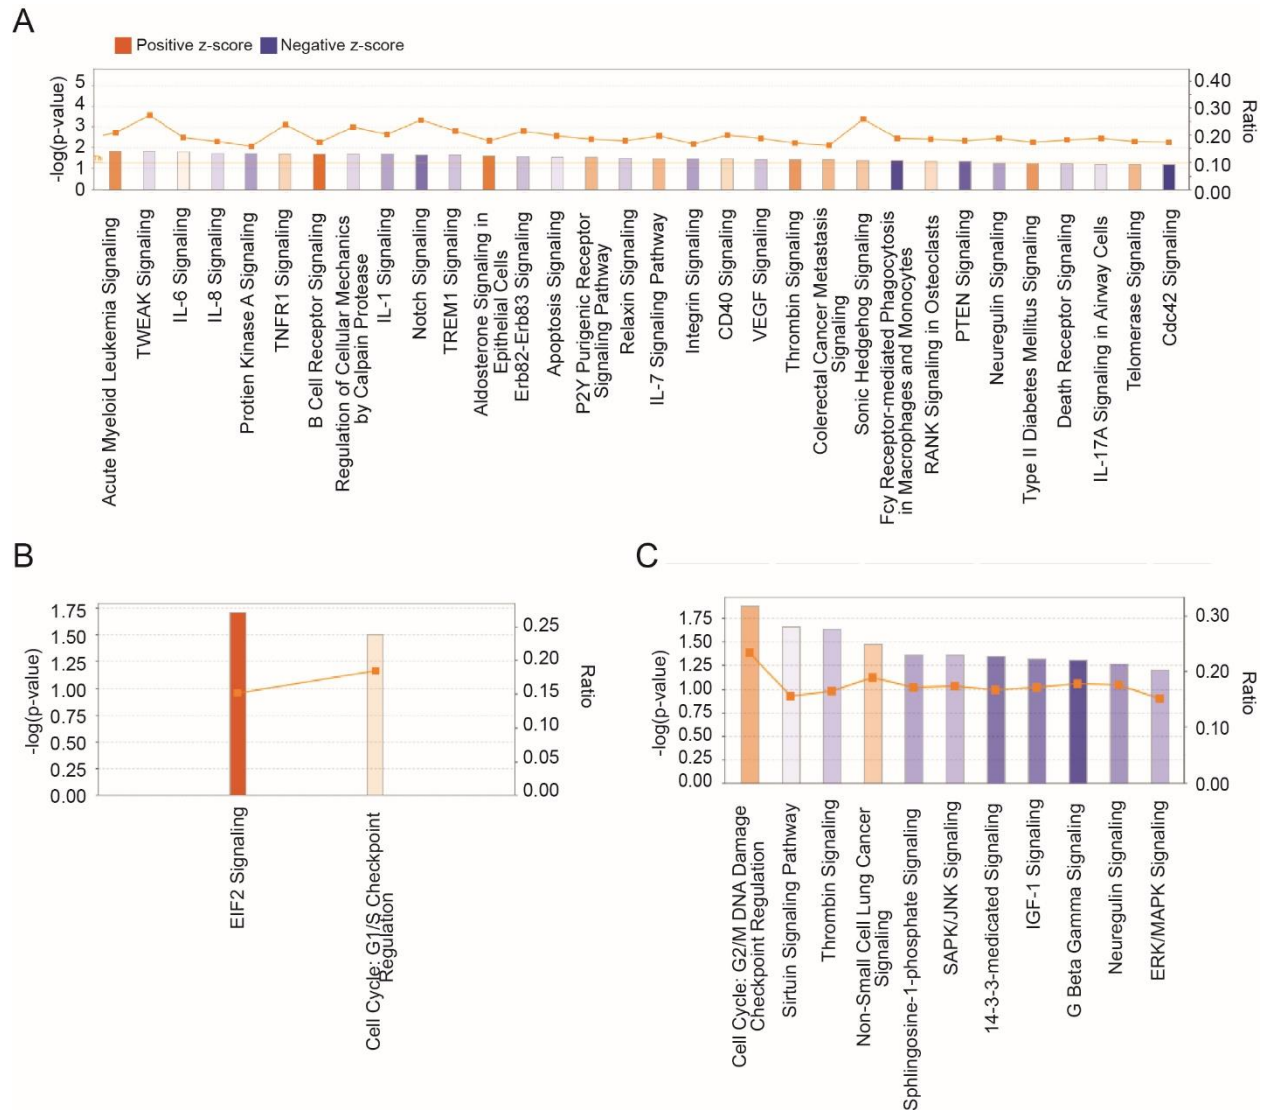 A
Positive z-score Negative z-score
-log(p-value)
5
4
3
2
1
0
0.40
0.30
0.20
0.10
0.00
Ratio
Acute Myeloid Leukemia Signaling
TWEAK Signaling
IL-6 Signaling
IL-8 Signaling
Protien Kinase A Signaling
TNFR1 Signaling
B Cell Receptor Signaling
Regulation of Cellular Mechanics
by Calpain Protease
IL-1 Signaling
Notch Signaling
TREM1 Signaling
Aldosterone Signaling in
Epithelial Cells
Erb82-Erb83 Signaling
Apoptosis Signaling
P2Y Purigenic Receptor
Signaling Pathway
Relaxin Signaling
IL-7 Signaling Pathway
Integrin Signaling
CD40 Signaling
VEGF Signaling
Thrombin Signaling
Colerectal Cancer Metastasis
Signaling
Sonic Hedgehog Signaling
Fcy Receptor-mediated Phagocytosis
in Macrophages and Monocytes
RANK Signaling in Osteoclasts
PTEN Signaling
Neuregulin Signaling
Type II Diabetes Mellitus Signaling
Death Receptor Signaling
IL-17A Signaling in Airway Cells
Telomerase Signaling
Cdc42 Signaling
B
-log(p-value)
1.75
1.50
1.25
1.00
0.75
0.50
0.25
0.00
0.25
0.20
0.15
0.10
0.05
0.00
Ratio
EIF2 Signaling
Cell Cycle: G1/S Checkpoint
Regulation
C
-log(p-value)
1.75
1.50
1.25
1.00
0.75
0.50
0.25
0.00
0.30
0.20
0.10
0.00
Ratio
Cell Cycle: G2/M DNA Damage
Checkpoint Regulation
Sirtuin Signaling Pathway
Thrombin Signaling
Non-Small Cell Lung Cancer
Signaling
Sphlingosine-1-phosphate Signaling
SAPK/JNK Signaling
14-3-3-medicated Signaling
IGF-1 Signaling
G Beta Gamma Signaling
Neuregulin Signaling
ERK/MAPK Signaling